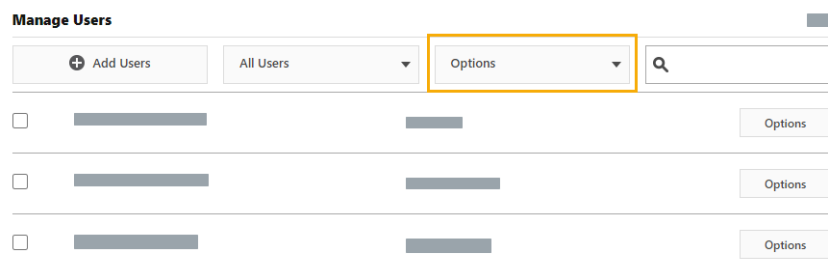 Manage Users
Add Users All Users Options
Options
Options
Options